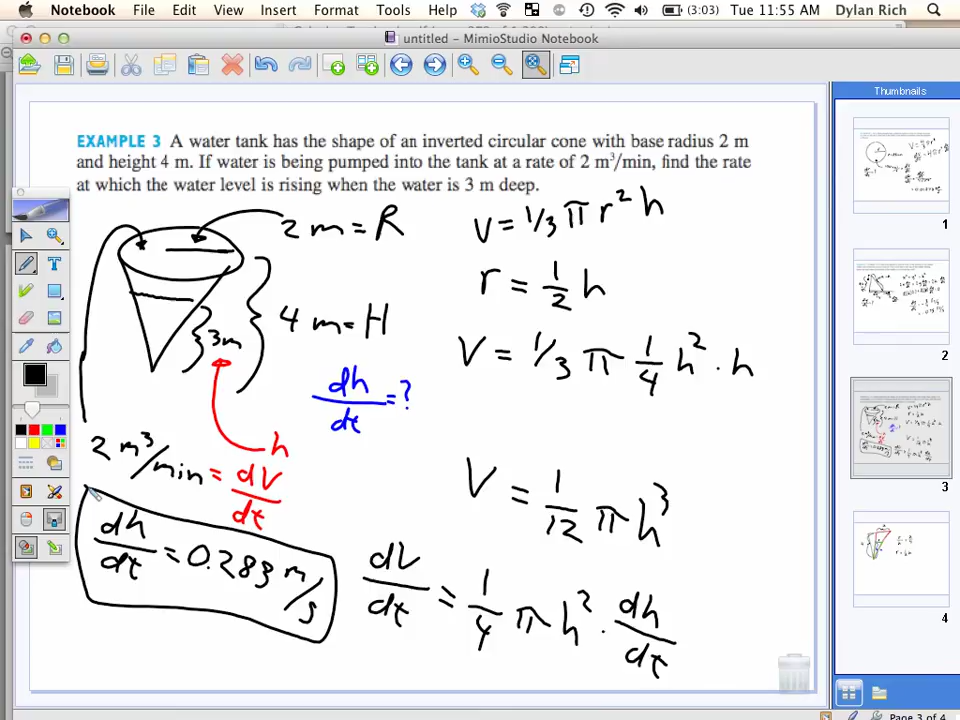 Notebook File Edit View Insert Format Tools Help (3:03) Tue 11:55 AM Dylan Rich
untitled - MimioStudio Notebook
Thumbnails
EXAMPLE 3 A water tank has the shape of an inverted circular cone with base radius 2 m
and height 4 m. If water is being pumped into the tank at a rate of 2 m³/min, find the rate
at which the water level is rising when the water is 3 m deep.
2 m = R
4 m = H
3m
h
dh/dt = ?
2 m³/min = dV/dt
dh/dt = 0.283 m/s
V = 1/3 π r² h
r = 1/2 h
V = 1/3 π 1/4 h² · h
V = 1/12 π h³
dV/dt = 1/4 π h² · dh/dt
T
1
2
3
4
Page 3 of 4